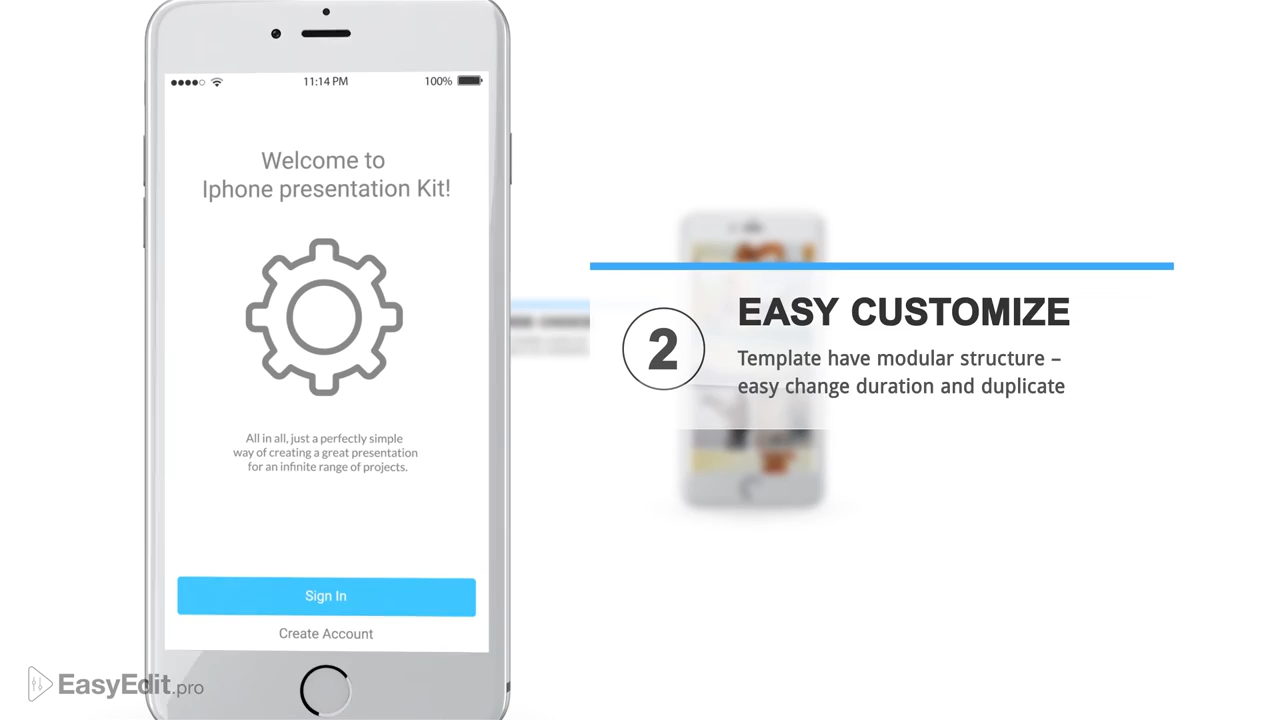 11:14 PM
100%
Welcome to
Iphone presentation Kit!
All in all, just a perfectly simple
way of creating a great presentation
for an infinite range of projects.
Sign In
Create Account
2
EASY CUSTOMIZE
Template have modular structure –
easy change duration and duplicate
EasyEdit.pro